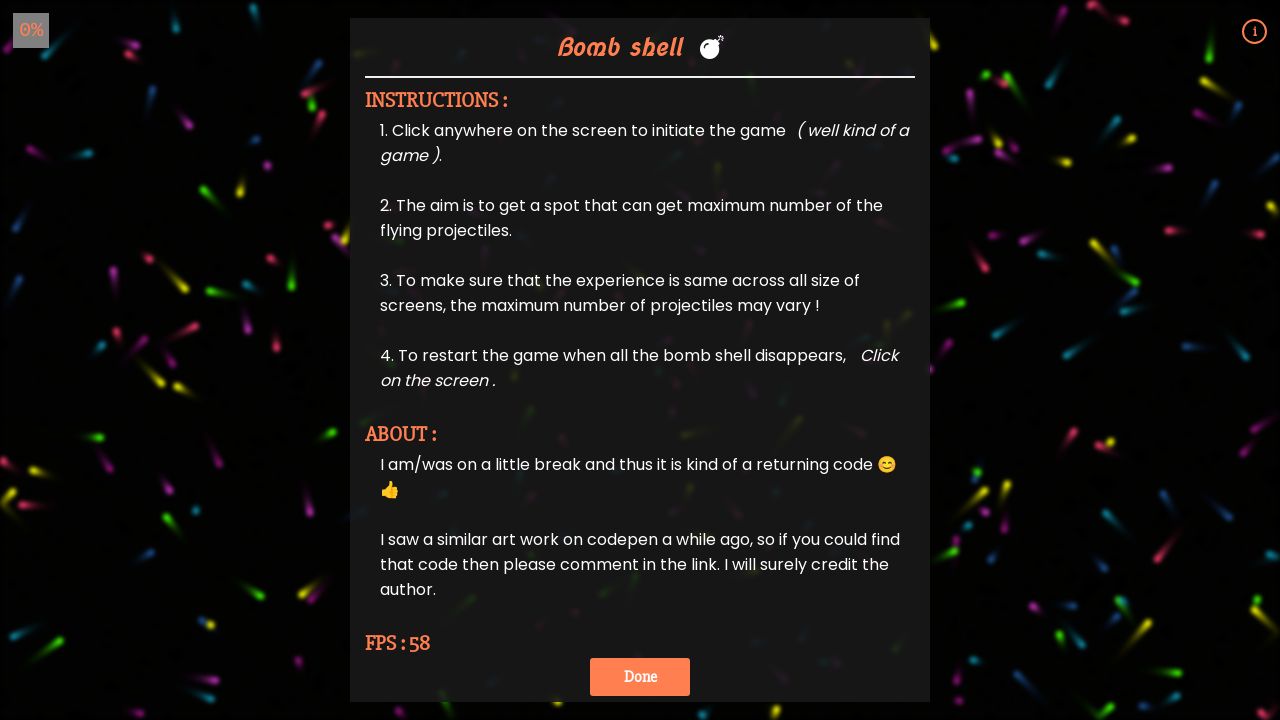 0%
i
Bomb shell 💣
INSTRUCTIONS :
1. Click anywhere on the screen to initiate the game ( well kind of a
game ).
2. The aim is to get a spot that can get maximum number of the
flying projectiles.
3. To make sure that the experience is same across all size of
screens, the maximum number of projectiles may vary !
4. To restart the game when all the bomb shell disappears, Click
on the screen .
ABOUT :
I am/was on a little break and thus it is kind of a returning code 😊
👍
I saw a similar art work on codepen a while ago, so if you could find
that code then please comment in the link. I will surely credit the
author.
FPS : 58
Done